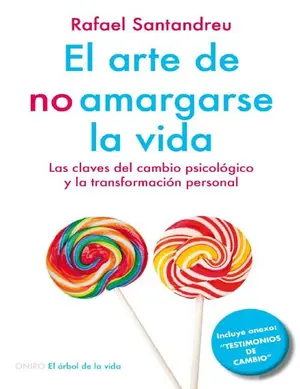 Rafael Santandreu
El arte de
no amargarse
la vida
Las claves del cambio psicológico
y la transformación personal
Incluye anexo:
"TESTIMONIOS
DE
CAMBIO"
ONIRO El árbol de la vida